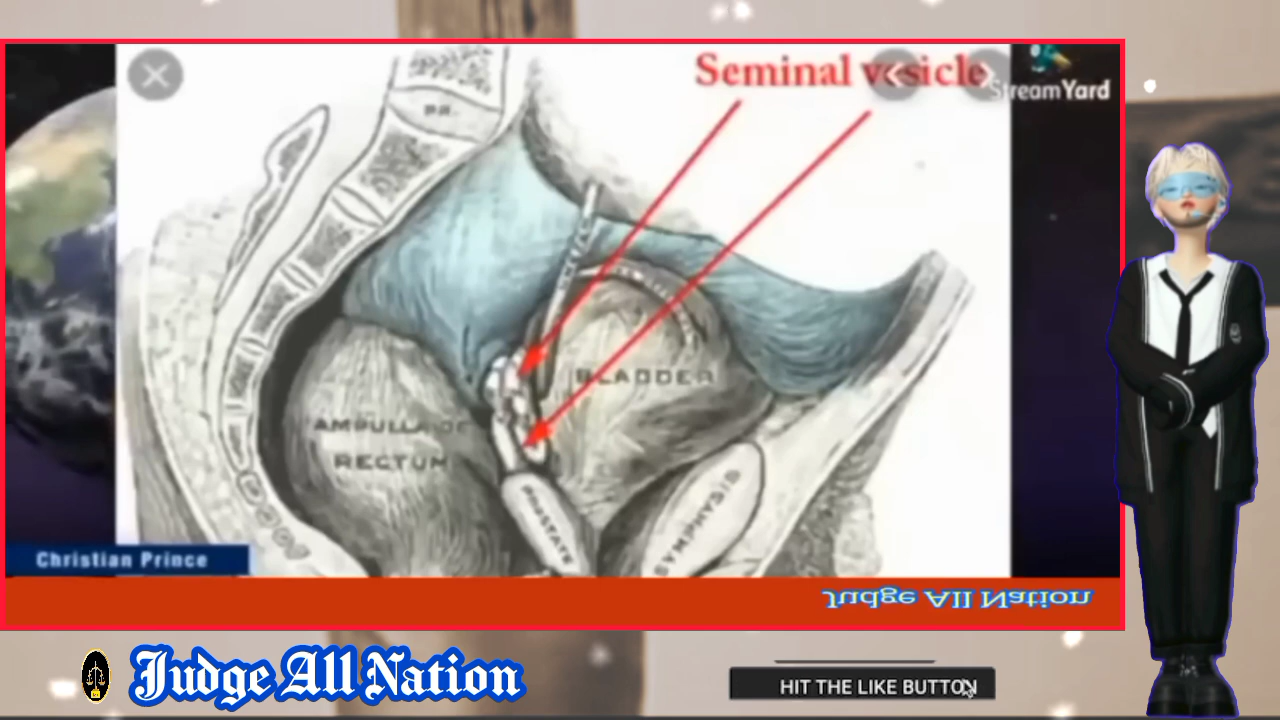 Seminal vesicle
StreamYard
URETER
BLADDER
AMPULLA OF
RECTUM
PROSTATE
SYMPHYSIS
Christian Prince
Judge All Nation
Judge All Nation
HIT THE LIKE BUTTON